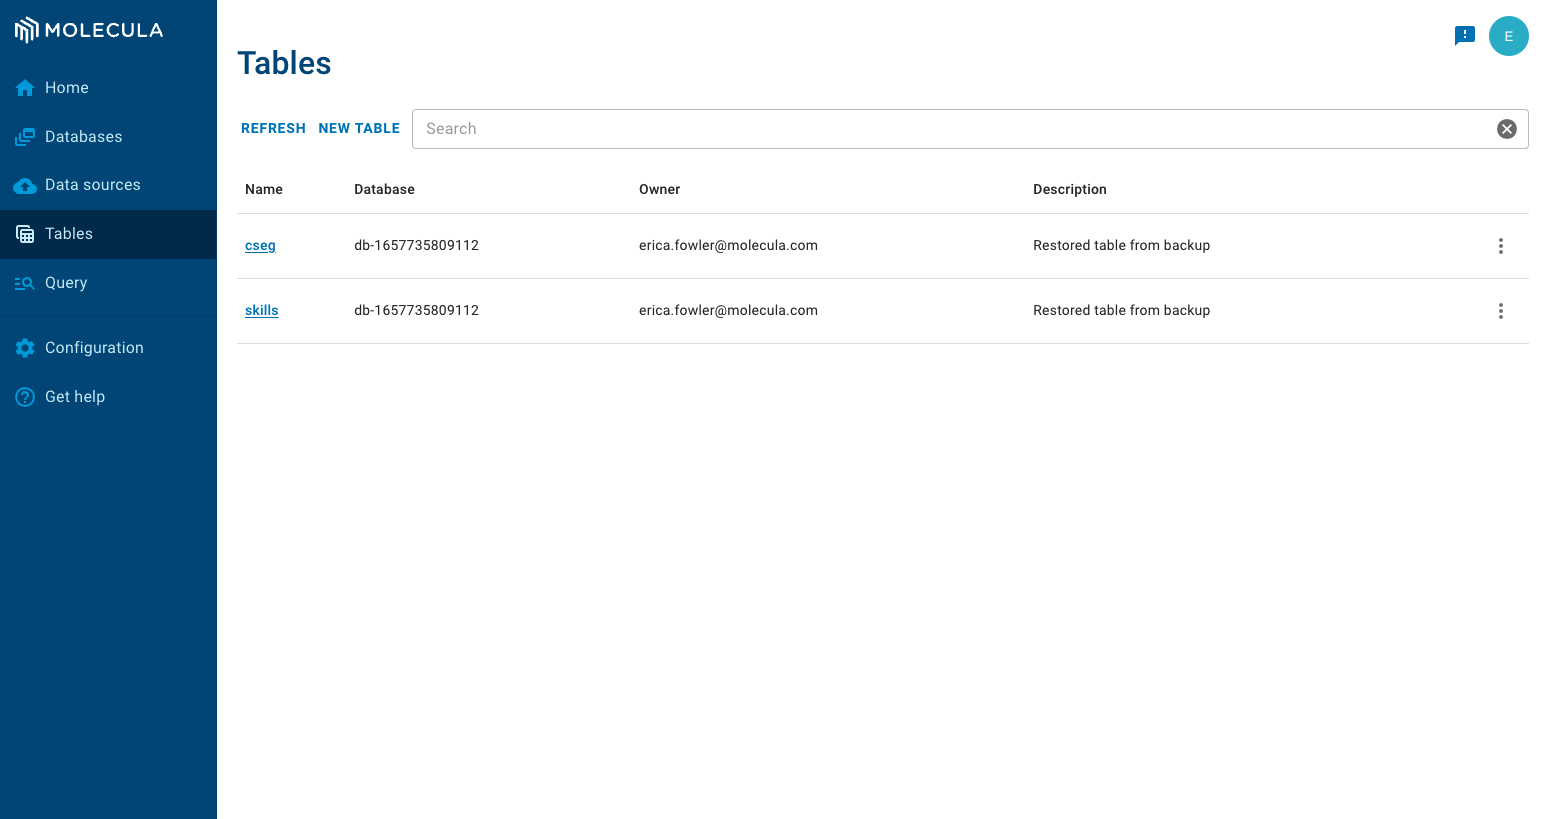 MOLECULA
Home
Databases
Data sources
Tables
Query
Configuration
Get help
E
Tables
REFRESH NEW TABLE Search
Name Database Owner Description
cseg db-1657735809112 erica.fowler@molecula.com Restored table from backup
skills db-1657735809112 erica.fowler@molecula.com Restored table from backup